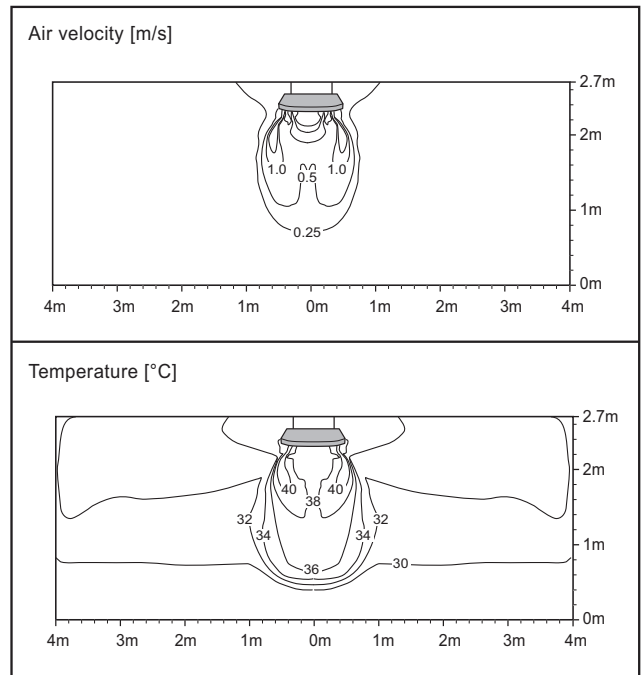 Air velocity [m/s]
2.7m
2m
1.0 1.0
0.5
1m
0.25
0m
4m 3m 2m 1m 0m 1m 2m 3m 4m
Temperature [°C]
2.7m
2m
40 40
38
32 32
34 34
1m
36 30
0m
4m 3m 2m 1m 0m 1m 2m 3m 4m